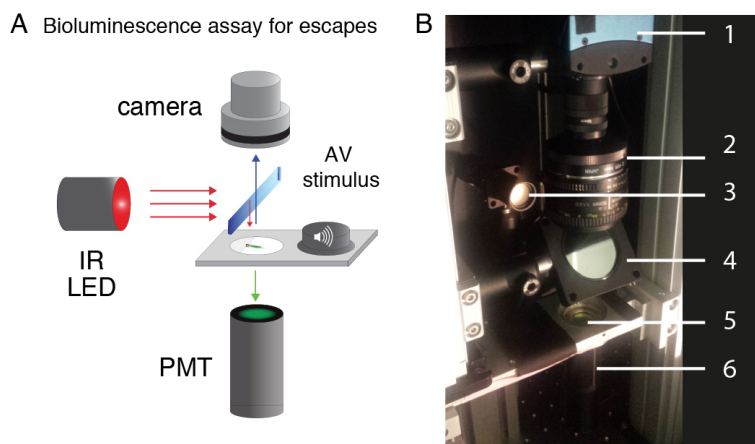 A Bioluminescence assay for escapes
camera
AV
stimulus
IR
LED
PMT
B
1
2
3
4
5
6